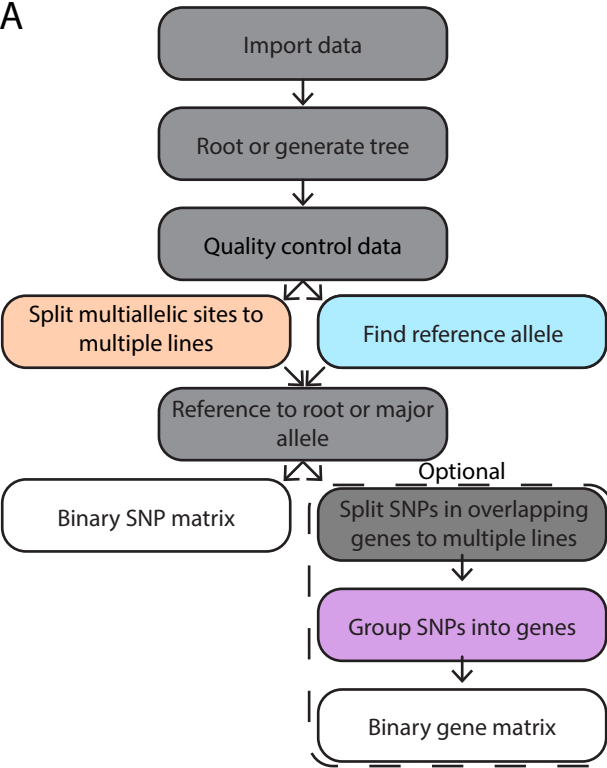 A
Import data
Root or generate tree
Quality control data
Split multiallelic sites to
multiple lines
Find reference allele
Reference to root or major
allele
Optional
Binary SNP matrix
Split SNPs in overlapping
genes to multiple lines
Group SNPs into genes
Binary gene matrix